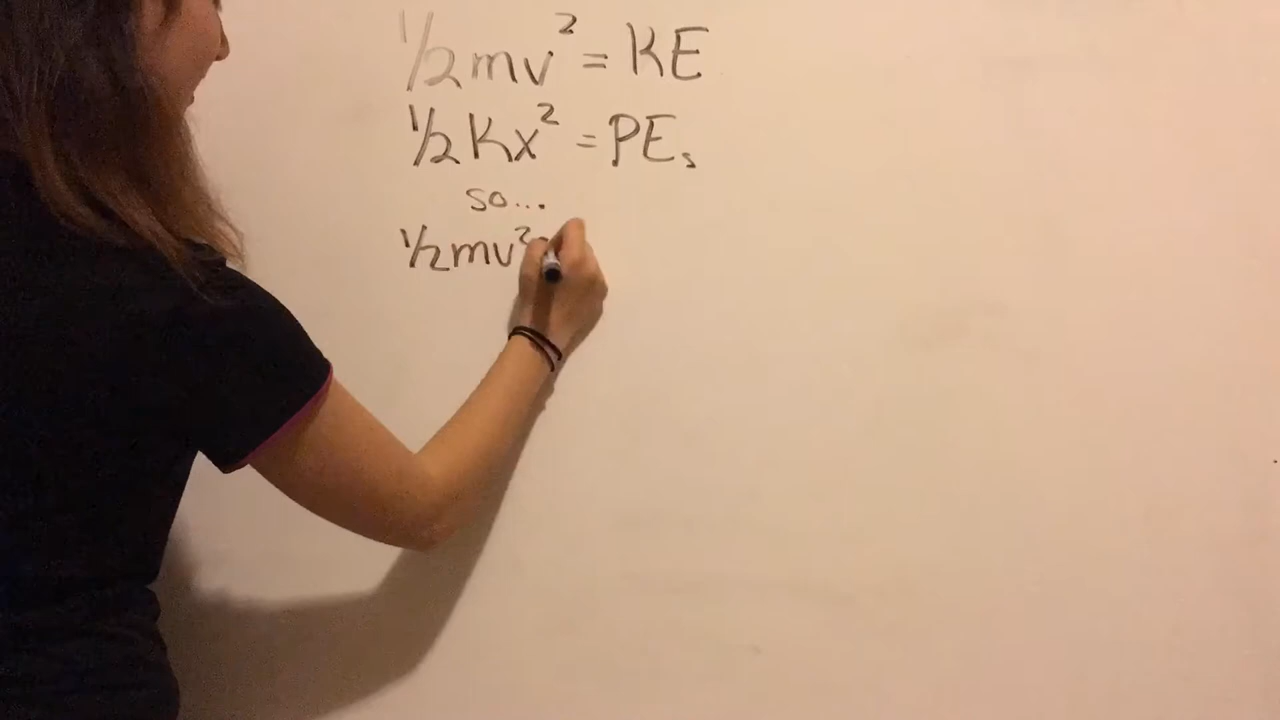 ½mv² = KE
½Kx² = PEₛ
so...
½mv²